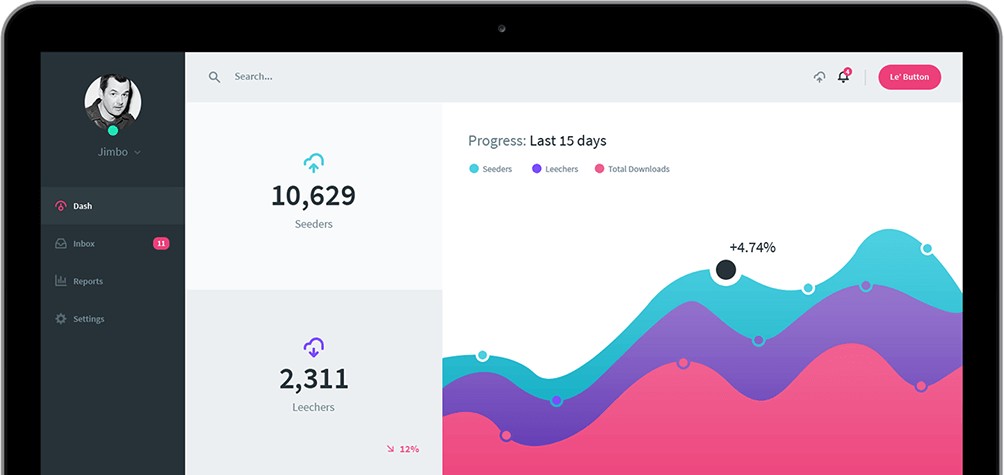 Search...
4
Le' Button
Jimbo
Dash
Inbox
11
Reports
Settings
10,629
Seeders
2,311
Leechers
12%
Progress: Last 15 days
Seeders
Leechers
Total Downloads
+4.74%